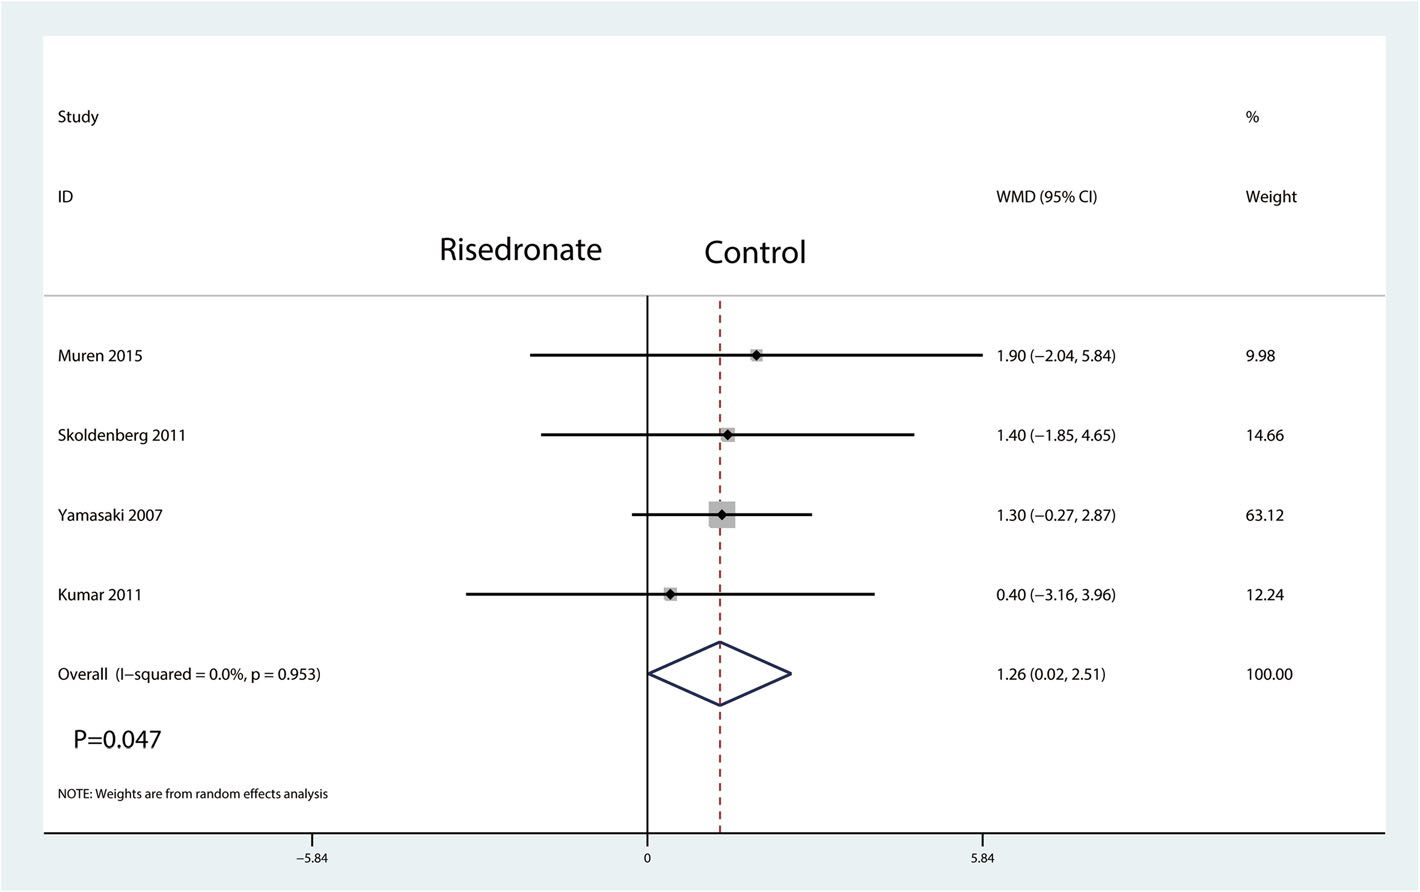 Study %
ID WMD (95% CI) Weight
Risedronate Control
Muren 2015 1.90 (−2.04, 5.84) 9.98
Skoldenberg 2011 1.40 (−1.85, 4.65) 14.66
Yamasaki 2007 1.30 (−0.27, 2.87) 63.12
Kumar 2011 0.40 (−3.16, 3.96) 12.24
Overall (I−squared = 0.0%, p = 0.953) 1.26 (0.02, 2.51) 100.00
P=0.047
NOTE: Weights are from random effects analysis
−5.84 0 5.84